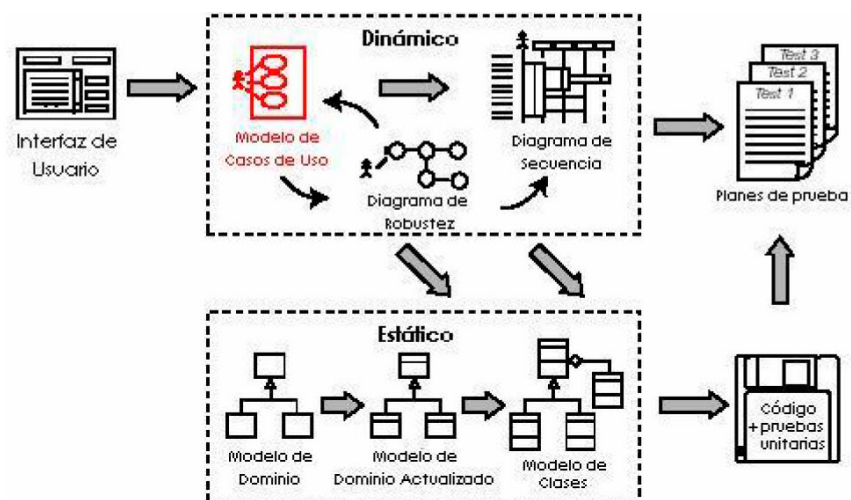 Dinámico
Test 3
Test 2
Test 1
Interfaz de
Usuario
Modelo de
Casos de Uso
Diagrama de
Secuencia
Diagrama de
Robustez
Planes de prueba
Estático
Modelo de
Dominio
Modelo de
Dominio Actualizado
Modelo de
Clases
Código
+pruebas
unitarias